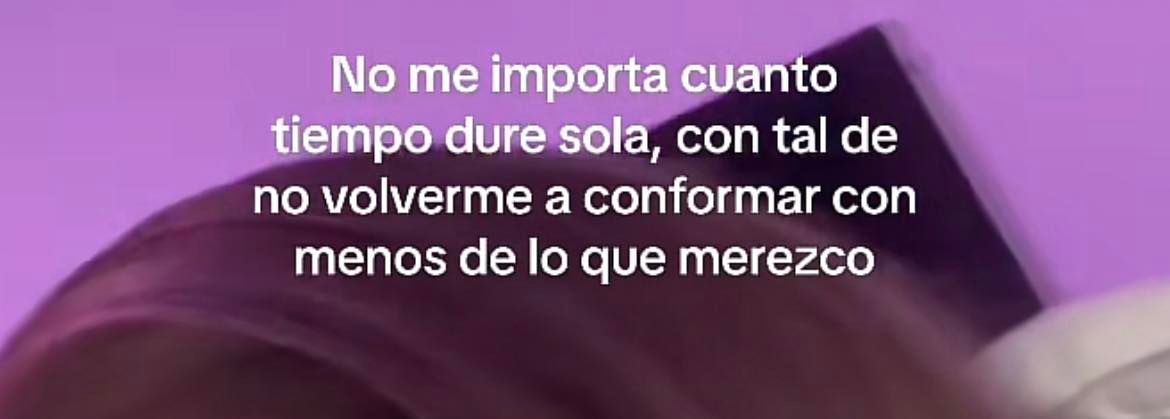 No me importa cuanto
tiempo dure sola, con tal de
no volverme a conformar con
menos de lo que merezco